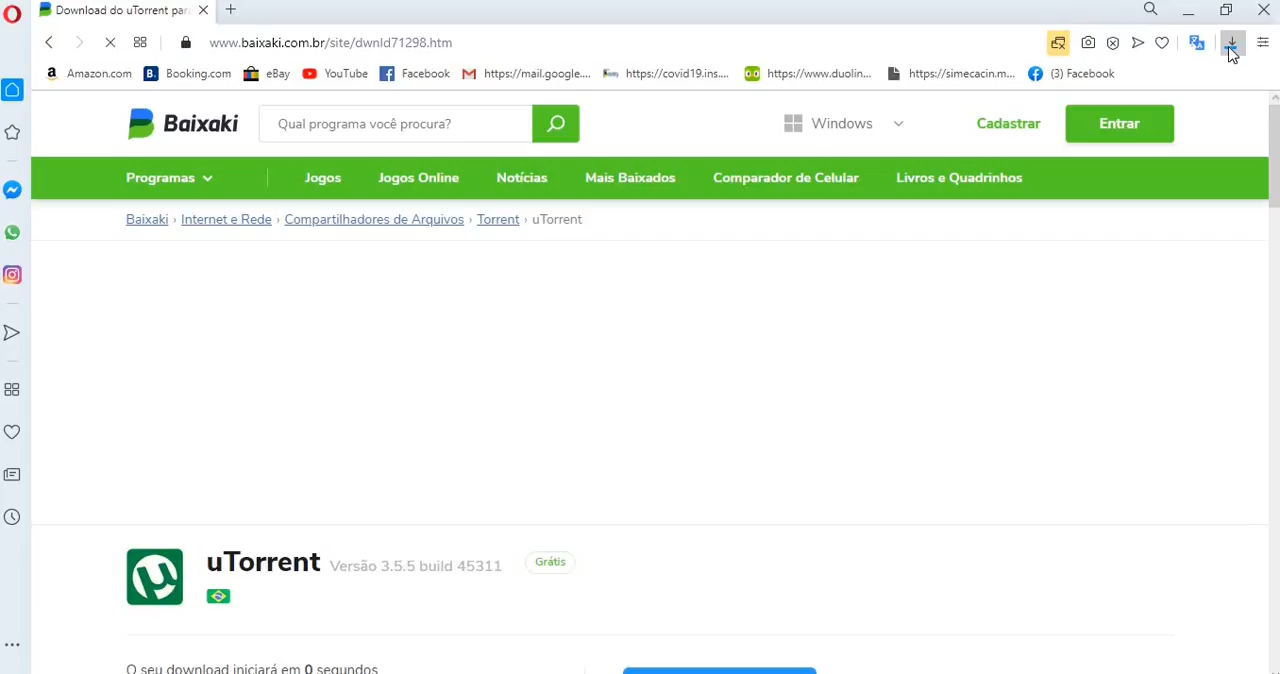 Download do uTorrent par
www.baixaki.com.br/site/dwnld71298.htm
Amazon.com Booking.com eBay YouTube Facebook https://mail.google.... https://covid19.ins... https://www.duolin... https://simecacin.m... (3) Facebook
Baixaki Qual programa você procura? Windows Cadastrar Entrar
Programas Jogos Jogos Online Notícias Mais Baixados Comparador de Celular Livros e Quadrinhos
Baixaki › Internet e Rede › Compartilhadores de Arquivos › Torrent › uTorrent
uTorrent Versão 3.5.5 build 45311 Grátis
O seu download iniciará em 0 segundos